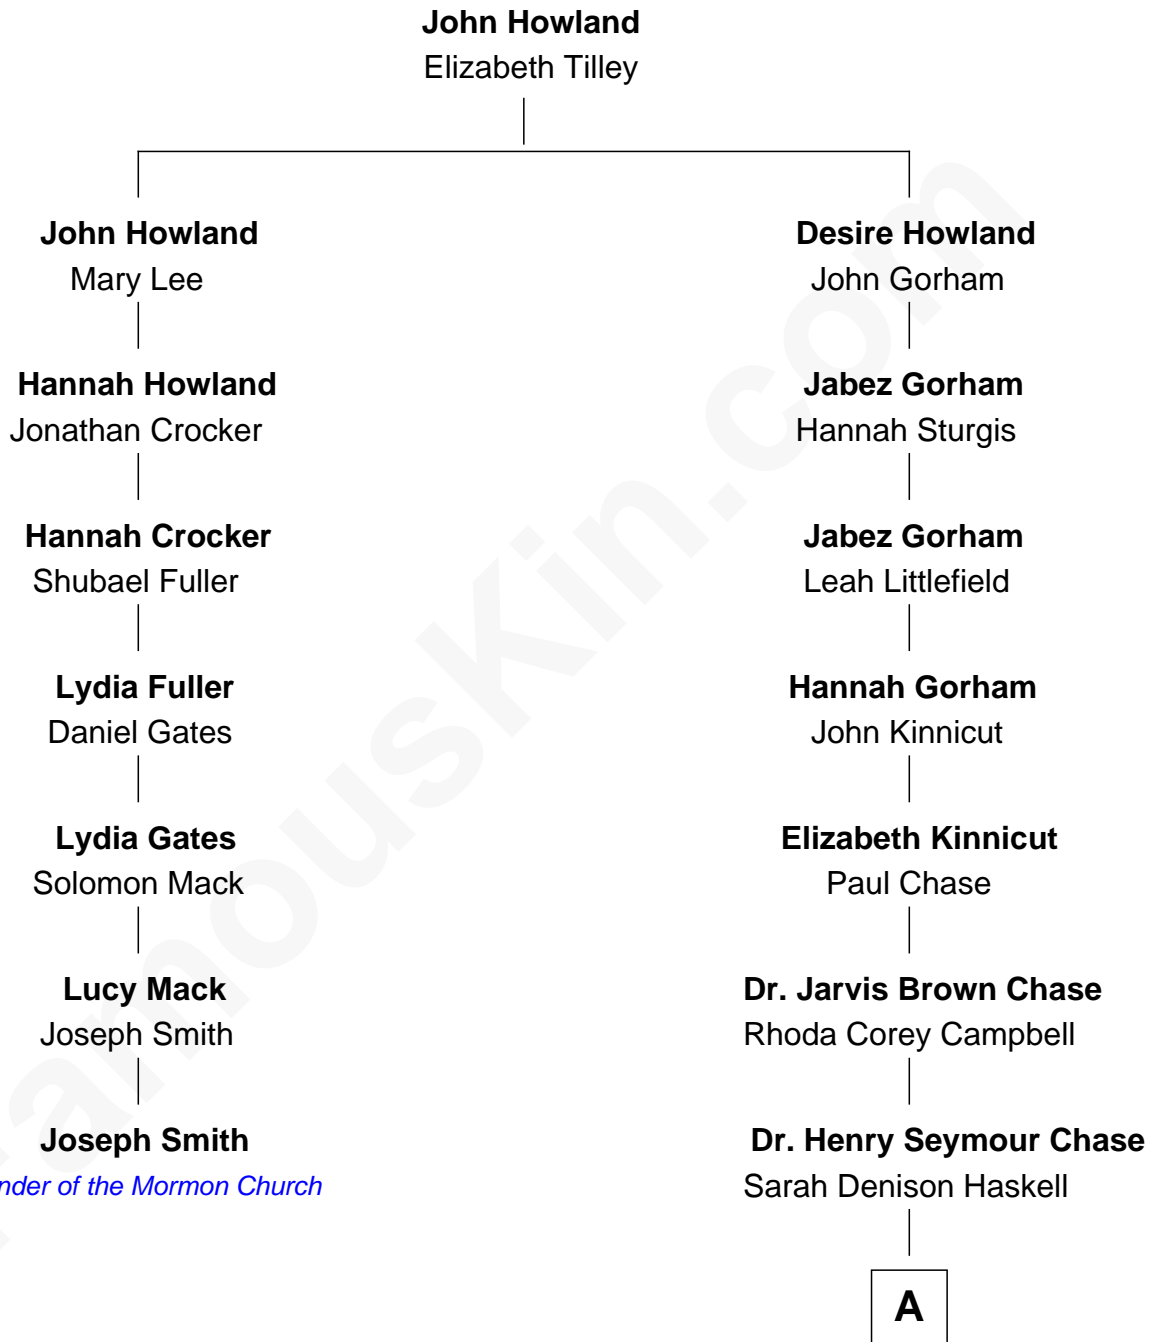 John Howland
Elizabeth Tilley
John Howland
Mary Lee
Hannah Howland
Jonathan Crocker
Hannah Crocker
Shubael Fuller
Lydia Fuller
Daniel Gates
Lydia Gates
Solomon Mack
Lucy Mack
Joseph Smith
Joseph Smith
nder of the Mormon Church
Desire Howland
John Gorham
Jabez Gorham
Hannah Sturgis
Jabez Gorham
Leah Littlefield
Hannah Gorham
John Kinnicut
Elizabeth Kinnicut
Paul Chase
Dr. Jarvis Brown Chase
Rhoda Corey Campbell
Dr. Henry Seymour Chase
Sarah Denison Haskell
A
FamousKin.com